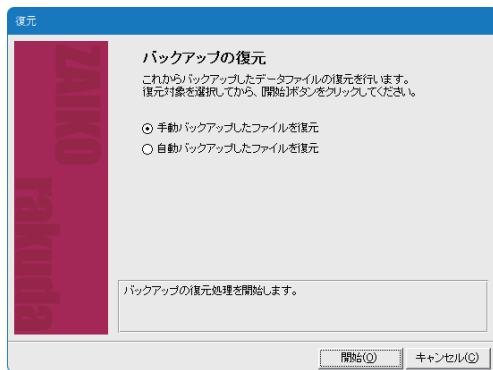 復元
ZAIKO rakuda
バックアップの復元
これからバックアップしたデータファイルの復元を行います。
復元対象を選択してから、[開始]ボタンをクリックしてください。
手動バックアップしたファイルを復元
自動バックアップしたファイルを復元
バックアップの復元処理を開始します。
開始(O)
キャンセル(C)